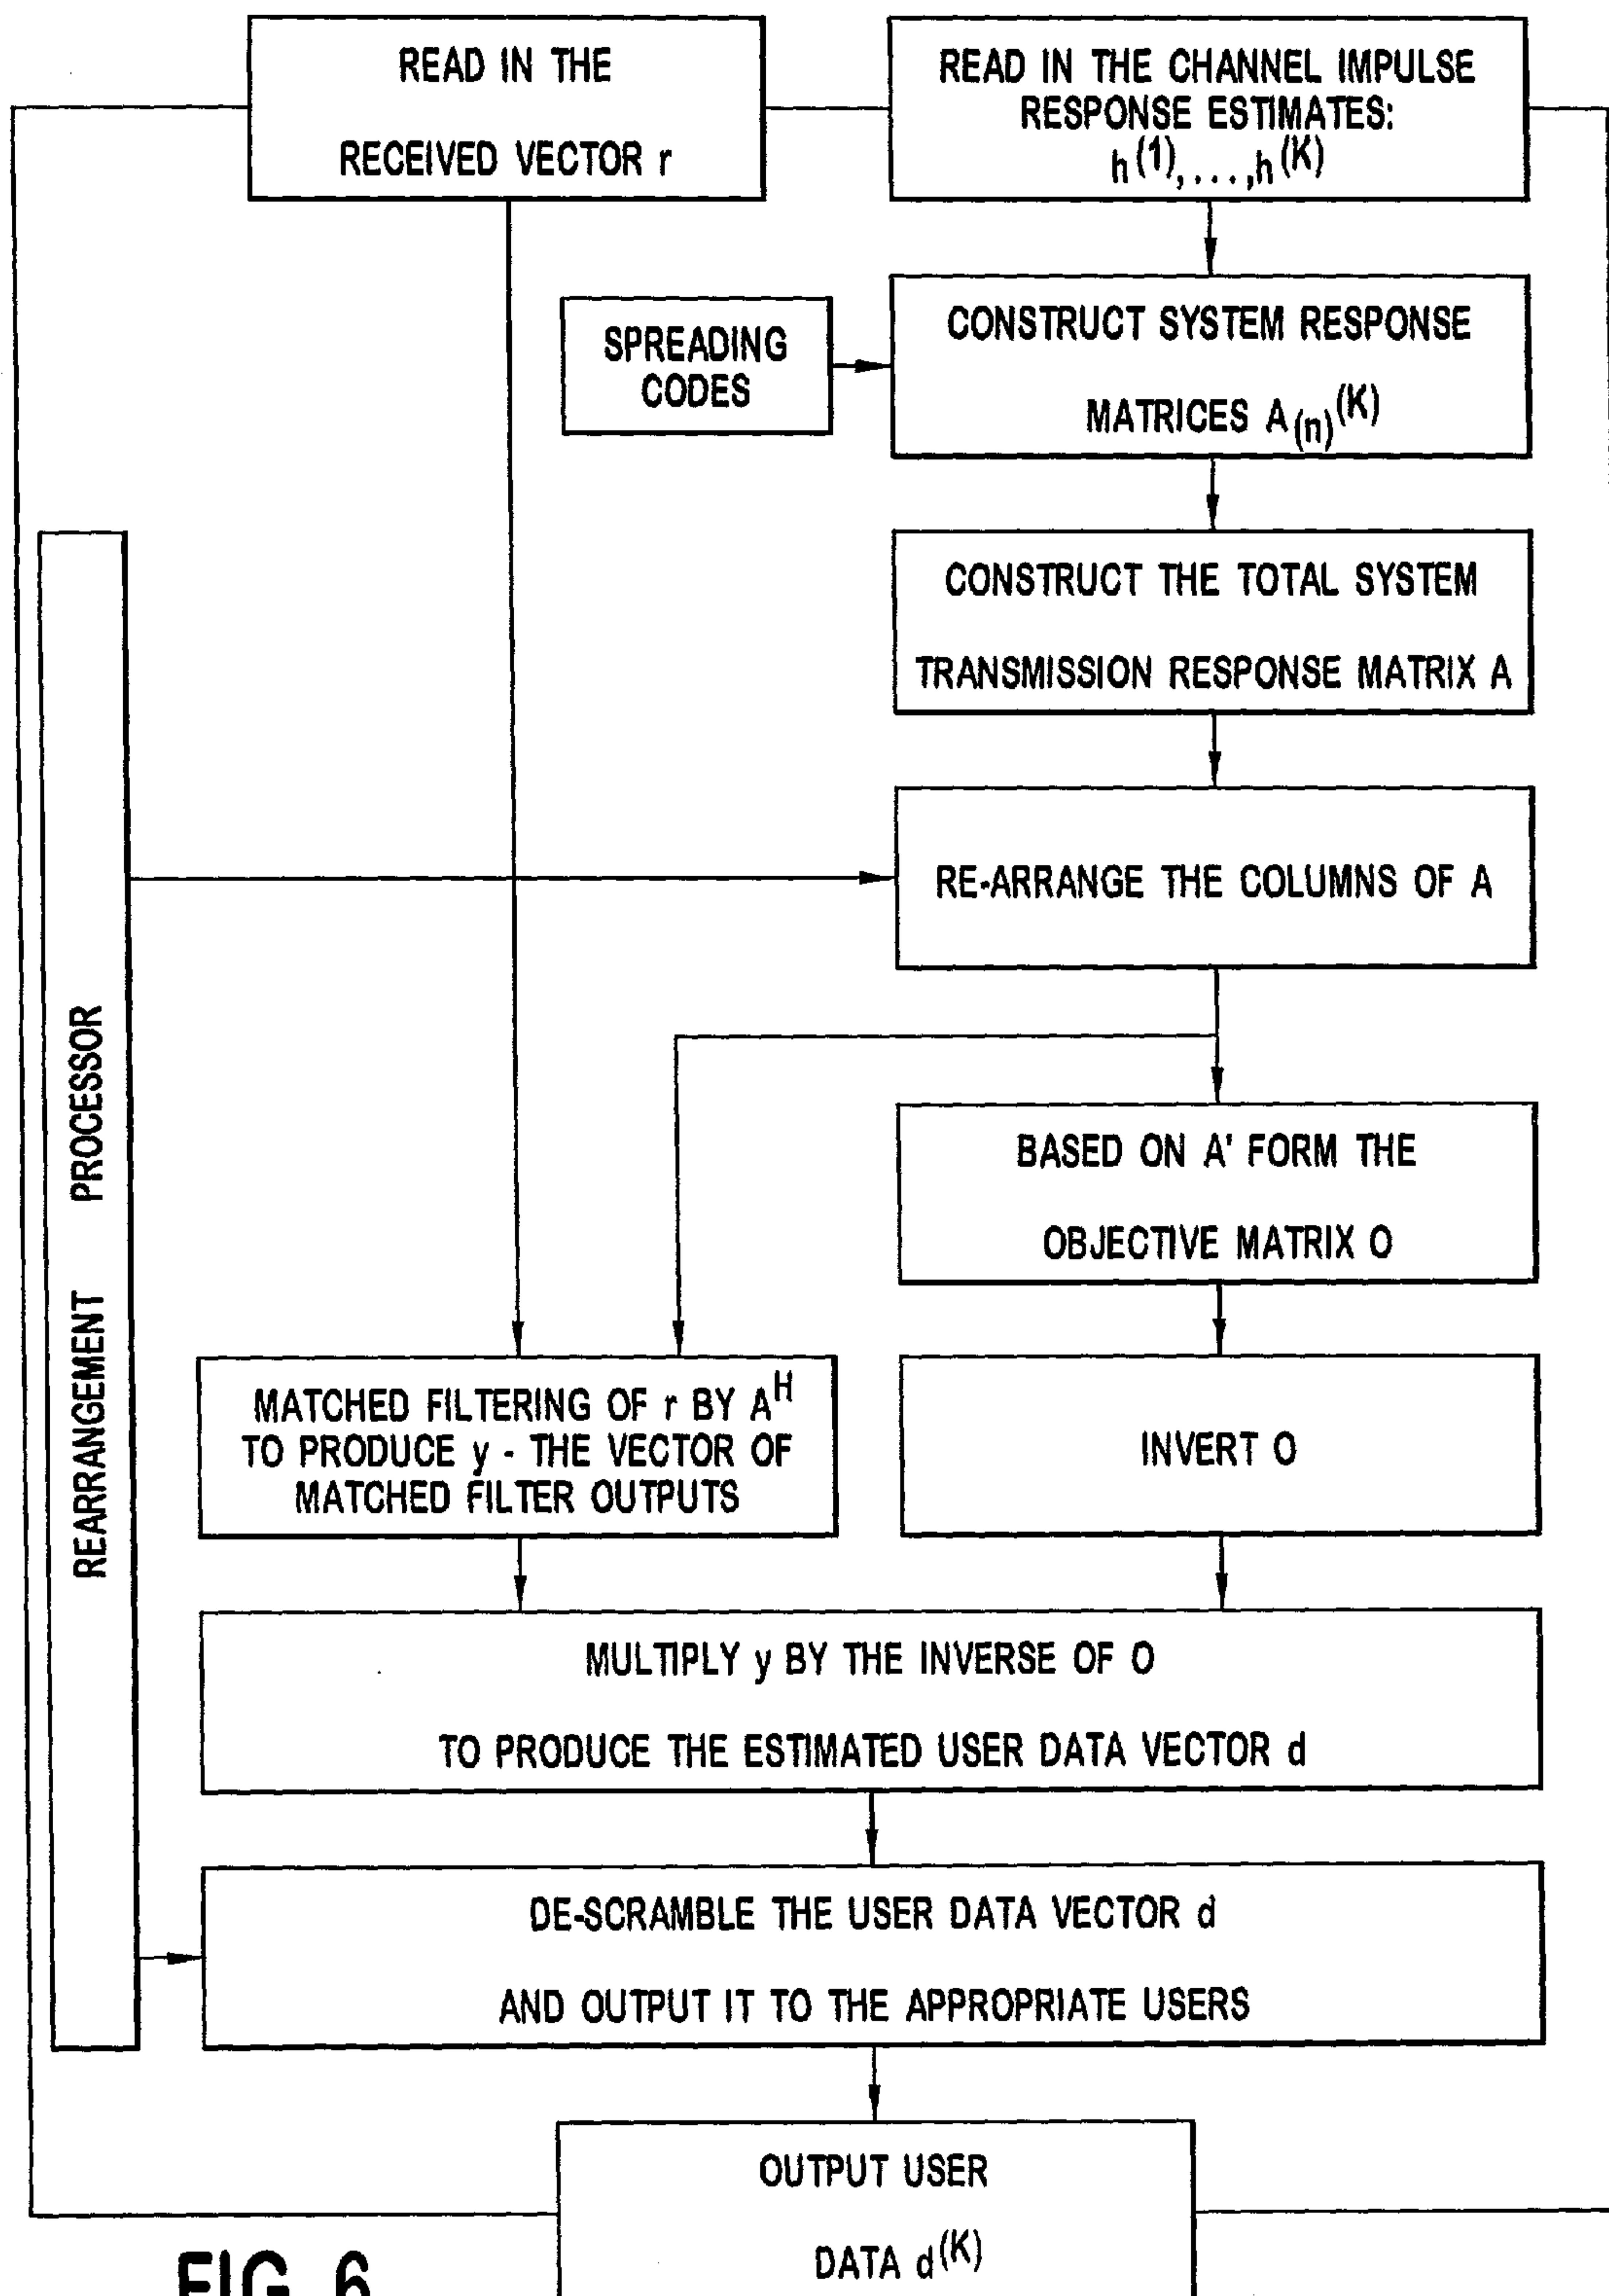 READ IN THE
RECEIVED VECTOR r
READ IN THE CHANNEL IMPULSE
RESPONSE ESTIMATES:
h(1),...,h(K)
SPREADING
CODES
CONSTRUCT SYSTEM RESPONSE
MATRICES A(n)(K)
CONSTRUCT THE TOTAL SYSTEM
TRANSMISSION RESPONSE MATRIX A
RE-ARRANGE THE COLUMNS OF A
REARRANGEMENT PROCESSOR
BASED ON A' FORM THE
OBJECTIVE MATRIX O
MATCHED FILTERING OF r BY AH
TO PRODUCE y - THE VECTOR OF
MATCHED FILTER OUTPUTS
INVERT O
MULTIPLY y BY THE INVERSE OF O
TO PRODUCE THE ESTIMATED USER DATA VECTOR d
DE-SCRAMBLE THE USER DATA VECTOR d
AND OUTPUT IT TO THE APPROPRIATE USERS
OUTPUT USER
DATA d(K)
FIG. 6